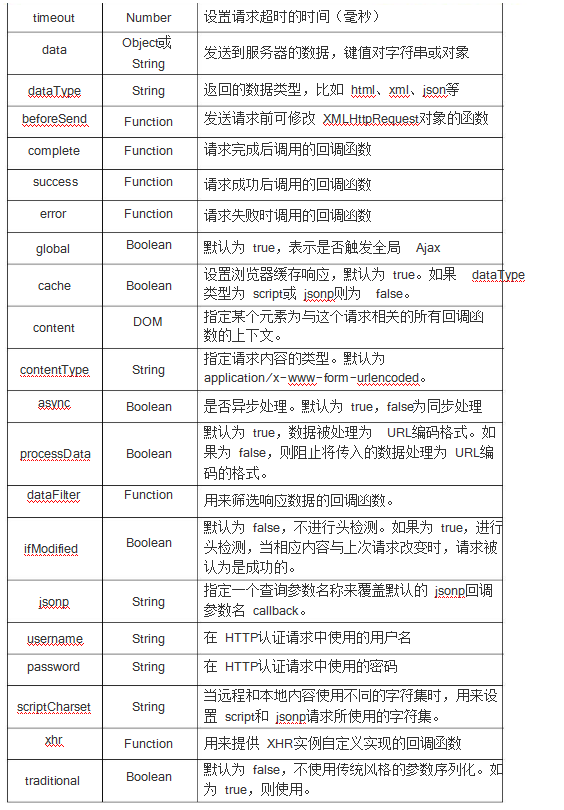 timeout Number 设置请求超时的时间（毫秒）
data Object或 String 发送到服务器的数据，键值对字符串或对象
dataType String 返回的数据类型，比如 html、xml、json等
beforeSend Function 发送请求前可修改 XMLHttpRequest对象的函数
complete Function 请求完成后调用的回调函数
success Function 请求成功后调用的回调函数
error Function 请求失败时调用的回调函数
global Boolean 默认为 true，表示是否触发全局 Ajax
cache Boolean 设置浏览器缓存响应，默认为 true。如果 dataType
类型为 script或 jsonp则为 false。
content DOM 指定某个元素为与这个请求相关的所有回调函
数的上下文。
contentType String 指定请求内容的类型。默认为
application/x-www-form-urlencoded。
async Boolean 是否异步处理。默认为 true，false为同步处理
processData Boolean 默认为 true，数据被处理为 URL编码格式。如
果为 false，则阻止将传入的数据处理为 URL编
码的格式。
dataFilter Function 用来筛选响应数据的回调函数。
ifModified Boolean 默认为 false，不进行头检测。如果为 true，进行
头检测，当相应内容与上次请求改变时，请求被
认为是成功的。
jsonp String 指定一个查询参数名称来覆盖默认的 jsonp回调
参数名 callback。
username String 在 HTTP认证请求中使用的用户名
password String 在 HTTP认证请求中使用的密码
scriptCharset String 当远程和本地内容使用不同的字符集时，用来设
置 script和 jsonp请求所使用的字符集。
xhr Function 用来提供 XHR实例自定义实现的回调函数
traditional Boolean 默认为 false，不使用传统风格的参数序列化。如
为 true，则使用。